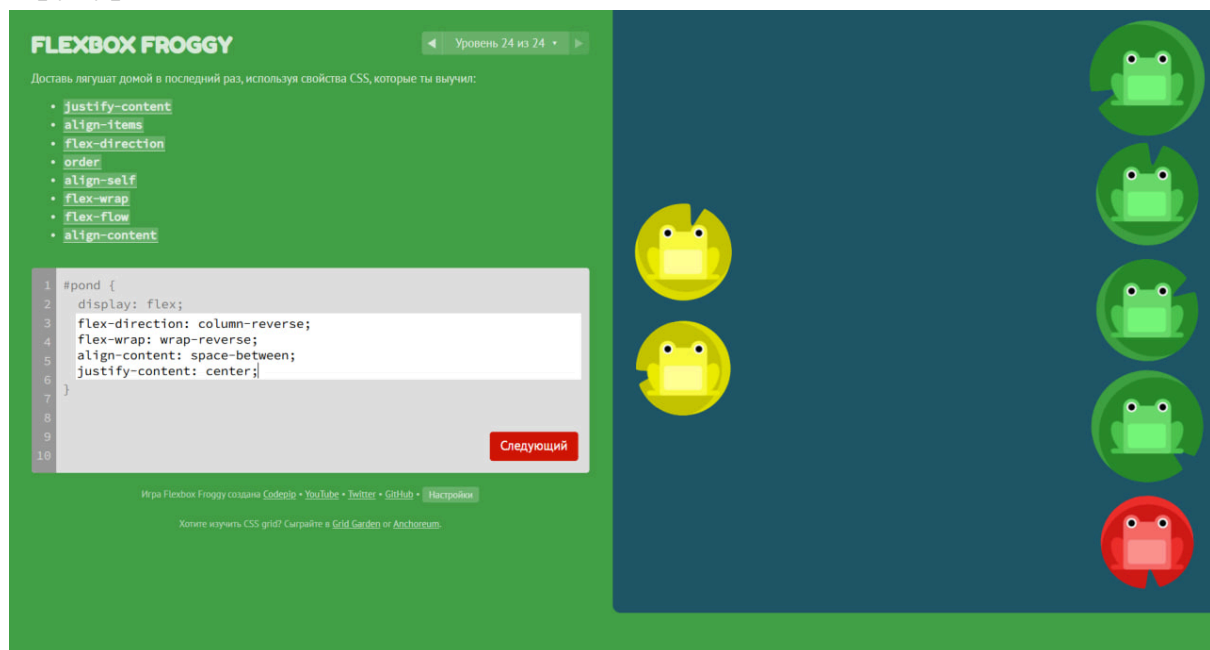 FLEXBOX FROGGY
◀ Уровень 24 из 24 ▾ ▶
Доставь лягушат домой в последний раз, используя свойства CSS, которые ты выучил:
• justify-content
• align-items
• flex-direction
• order
• align-self
• flex-wrap
• flex-flow
• align-content
1 #pond {
2 display: flex;
3 flex-direction: column-reverse;
4 flex-wrap: wrap-reverse;
5 align-content: space-between;
6 justify-content: center;
7 }
8
9
10
Следующий
Игра Flexbox Froggy создана Codepip • YouTube • Twitter • GitHub • Настройки
Хотите изучить CSS grid? Сыграйте в Grid Garden or Anchoreum.